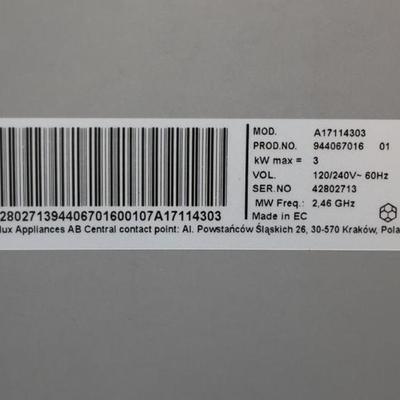 MOD. A17114303
PROD.NO. 944067016 01
kW max = 3
VOL. 120/240V~ 60Hz
SER.NO 42802713
MW Freq.: 2,46 GHz
Made in EC
280271394406701600107A17114303
lux Appliances AB Central contact point: Al. Powstańców Śląskich 26, 30-570 Kraków, Pola